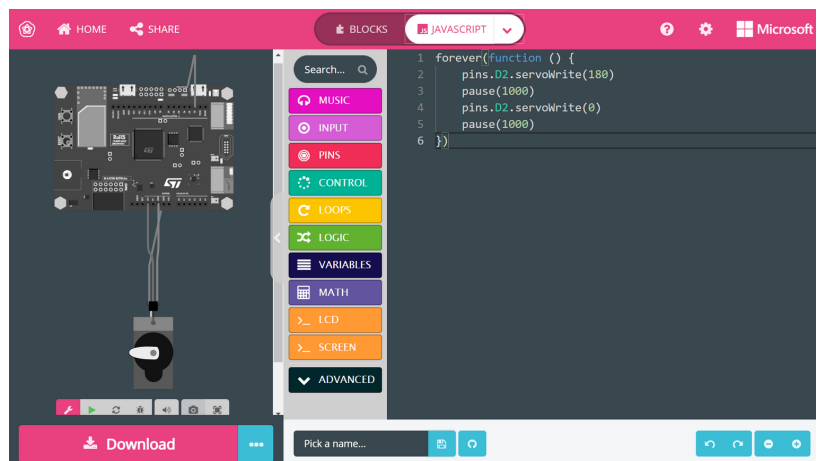 HOME
SHARE
BLOCKS
JAVASCRIPT
Microsoft
Search...
MUSIC
INPUT
PINS
CONTROL
LOOPS
LOGIC
VARIABLES
MATH
LCD
SCREEN
ADVANCED
1 forever(function () {
2 pins.D2.servoWrite(180)
3 pause(1000)
4 pins.D2.servoWrite(0)
5 pause(1000)
6 })
Download
Pick a name...